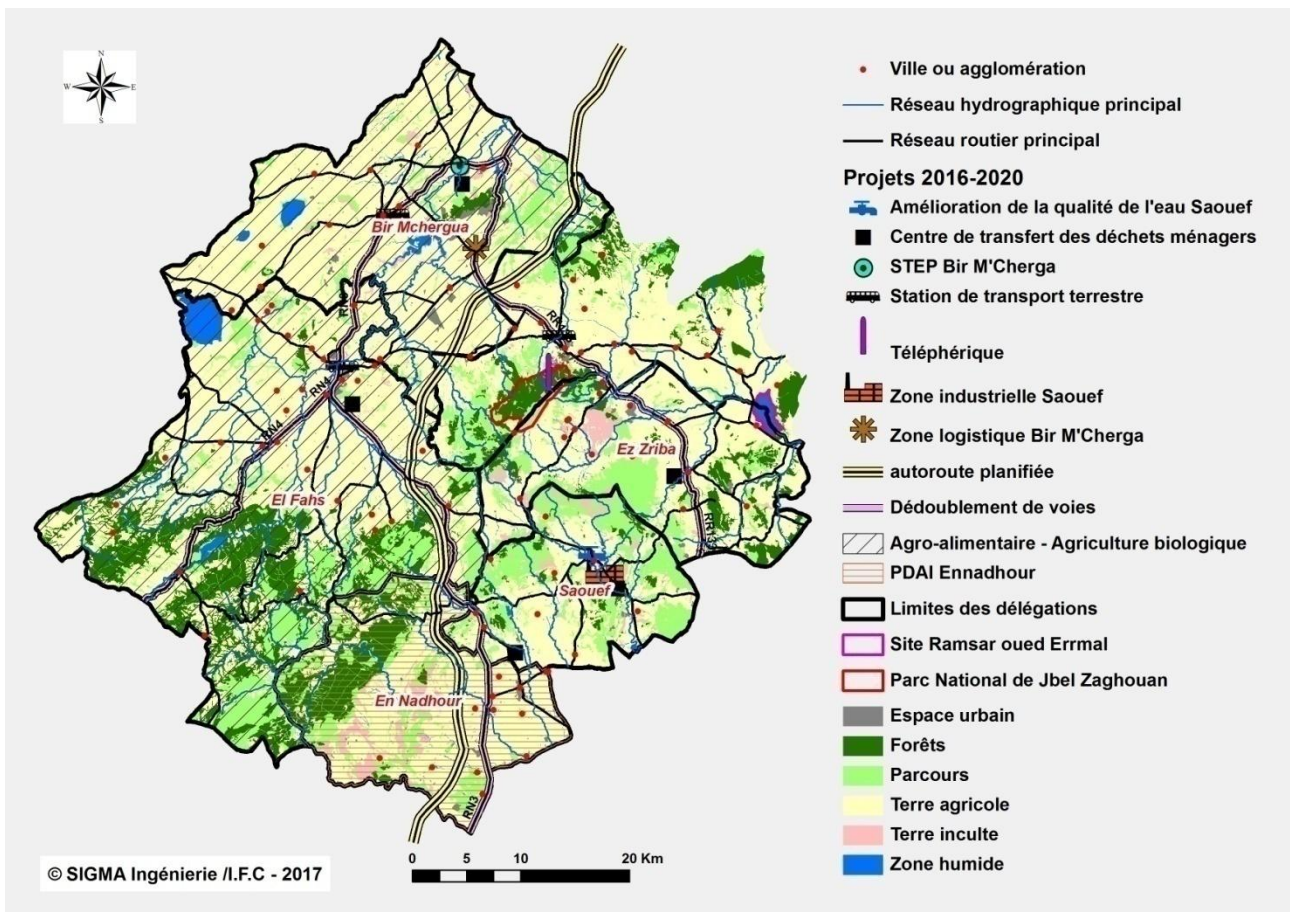 N
W
E
S
Bir Mchergua
RN4
RN4
El Fahs
Ez Zriba
Saouef
En Nadhour
RN3
Ville ou agglomération
Réseau hydrographique principal
Réseau routier principal
Projets 2016-2020
Amélioration de la qualité de l'eau Saouef
Centre de transfert des déchets ménagers
STEP Bir M'Cherga
Station de transport terrestre
Téléphérique
Zone industrielle Saouef
Zone logistique Bir M'Cherga
autoroute planifiée
Dédoublement de voies
Agro-alimentaire - Agriculture biologique
PDAI Ennadhour
Limites des délégations
Site Ramsar oued Errmal
Parc National de Jbel Zaghouan
Espace urbain
Forêts
Parcours
Terre agricole
Terre inculte
Zone humide
0 5 10 20 Km
© SIGMA Ingénierie /I.F.C - 2017